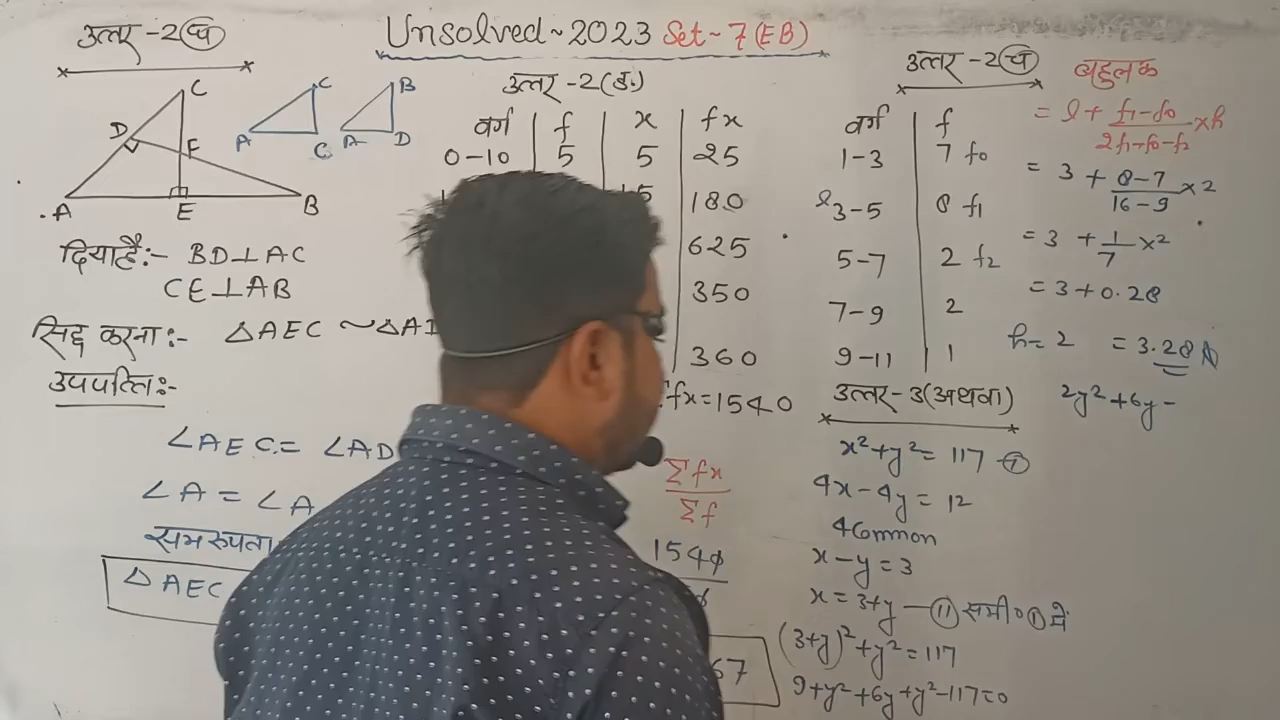 उत्तर-2(घ)
Unsolved~2023 Set~7(EB)
C
D
F
A
E
B
C
A
C
B
A
D
दिया है:- BD⊥AC
CE⊥AB
सिद्ध करना:- △AEC ~△AD
उपपत्ति:-
∠AEC = ∠AD
∠A = ∠A
समरूपता
△AEC
उत्तर-2(ङ)
वर्ग f x fx
0-10 5 5 25
180
625
350
360
fx=1540
Σfx
Σf
1540
67
उत्तर-2(च)
वर्ग f
1-3 7 f0
l3-5 8 f1
5-7 2 f2
7-9 2
9-11 1
बहुलक
= l + f1-f0/2f1-f0-f2 ×h
= 3 + 8-7/16-9 ×2
= 3 + 1/7 ×2
= 3+0.28
h= 2 = 3.28
उत्तर-3(अथवा)
x²+y²= 117 -(I)
4x-4y= 12
4 Common
x-y=3
x = 3+y -(II) समी० (I) में
(3+y)²+y²=117
9+y²+6y+y²-117=0
2y²+6y-